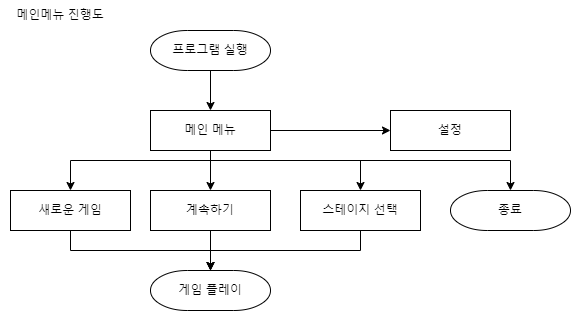 메인메뉴 진행도
프로그램 실행
메인 메뉴
설정
새로운 게임
계속하기
스테이지 선택
종료
게임 플레이